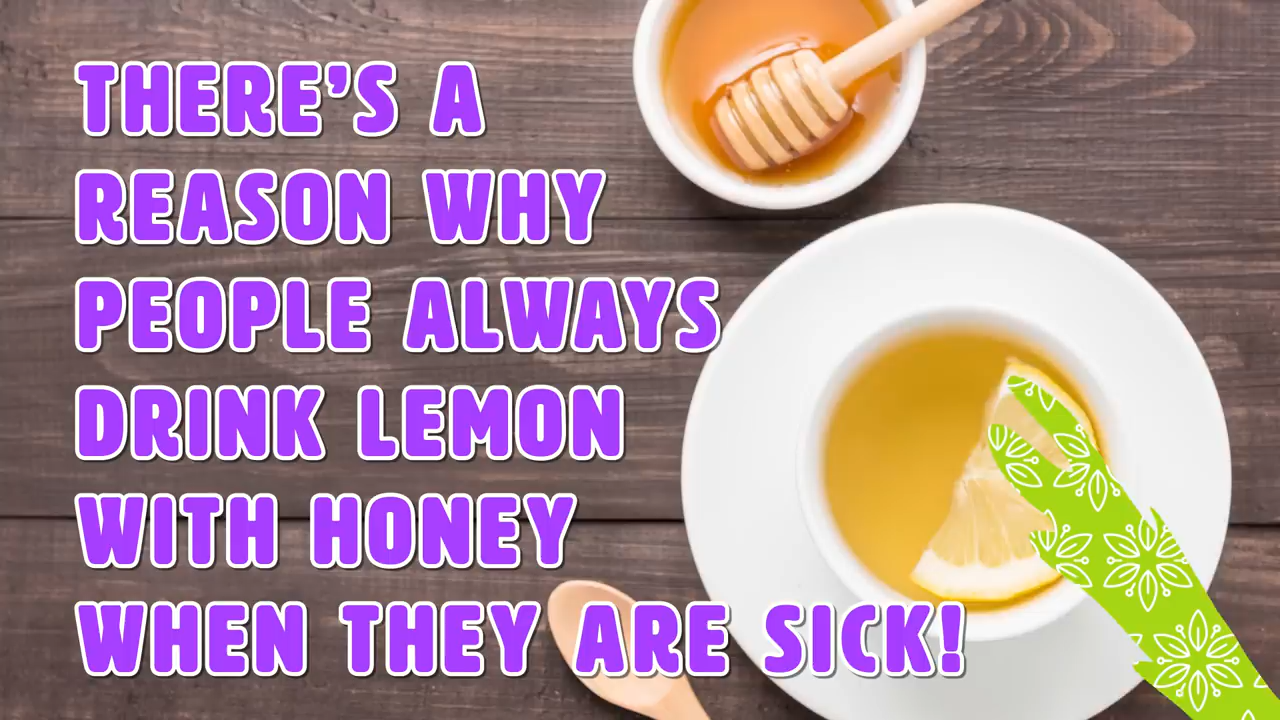 THERE'S A
REASON WHY
PEOPLE ALWAYS
DRINK LEMON
WITH HONEY
WHEN THEY ARE SICK!